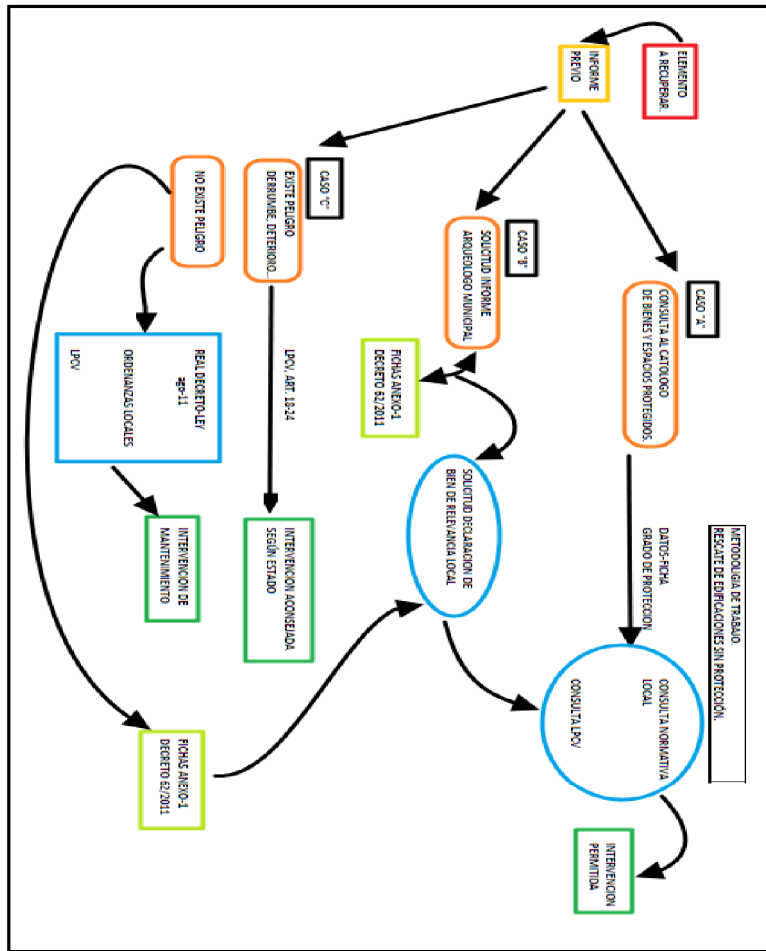 METODOLIGIA DE TRABAJO.
RESCATE DE EDIFICACIONES SIN PROTECCIÓN.
ELEMENTO
A RECUPERAR.
INFORME
PREVIO
CASO "A"
CONSULTA AL CATOLOGO
DE BIENES Y ESPACIOS PROTEGIDOS.
DATOS-FICHA
GRADO DE PROTECCION
CONSULTA NORMATIVA
LOCAL
CONSULTA LPCV
INTERVENCION
PERMITIDA
CASO "B"
SOLICITUD INFORME
ARQUEOLOGO MUNICIPAL
FICHAS ANEXO-1
DECRETO 62/2011
SOLICITUD DECLARACION DE
BIEN DE RELEVANCIA LOCAL
CASO "C"
EXISTE PELIGRO
DERRUMBE, DETERIORO...
LPCV, ART. 18-24
INTERVENCION ACONSEJADA
SEGÚN ESTADO
NO EXISTE PELIGRO
REAL DECRETO-LEY
ago-11
ORDENANZAS LOCALES
LPCV
INTERVENCION DE
MANTENIMIENTO
FICHAS ANEXO-1
DECRETO 62/2011